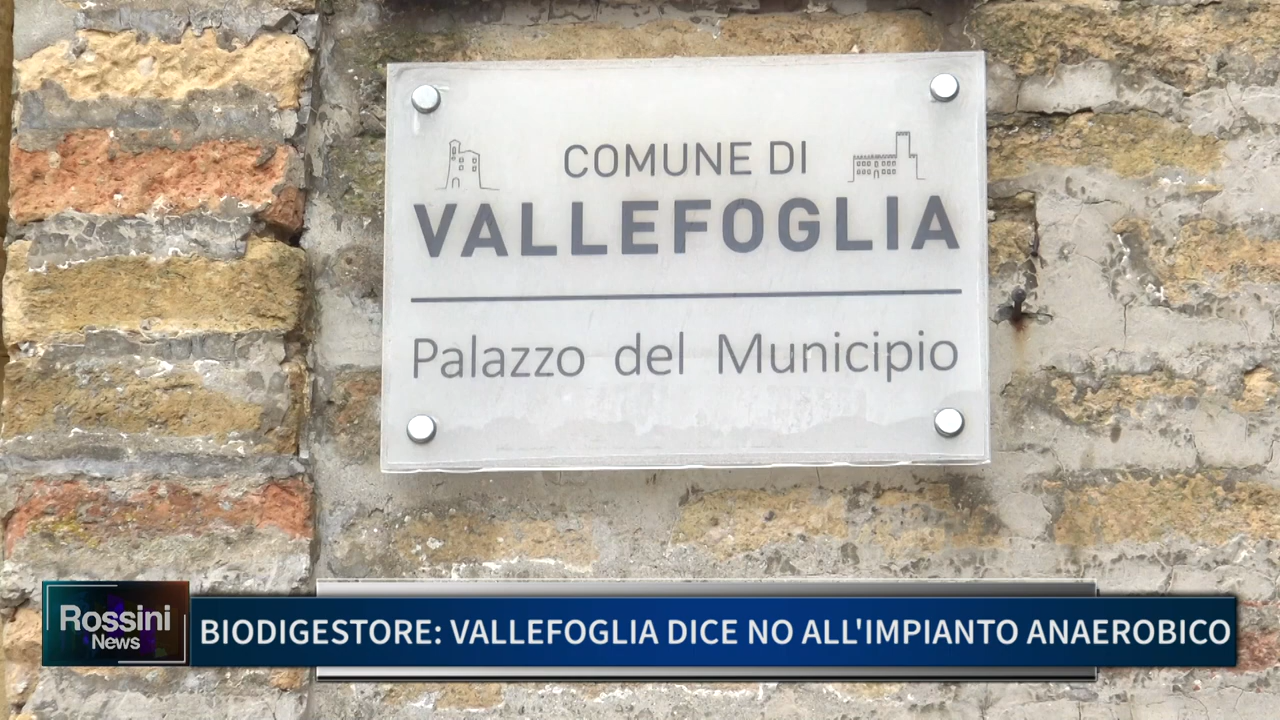 COMUNE DI
VALLEFOGLIA
Palazzo del Municipio
Rossini
News
BIODIGESTORE: VALLEFOGLIA DICE NO ALL'IMPIANTO ANAEROBICO